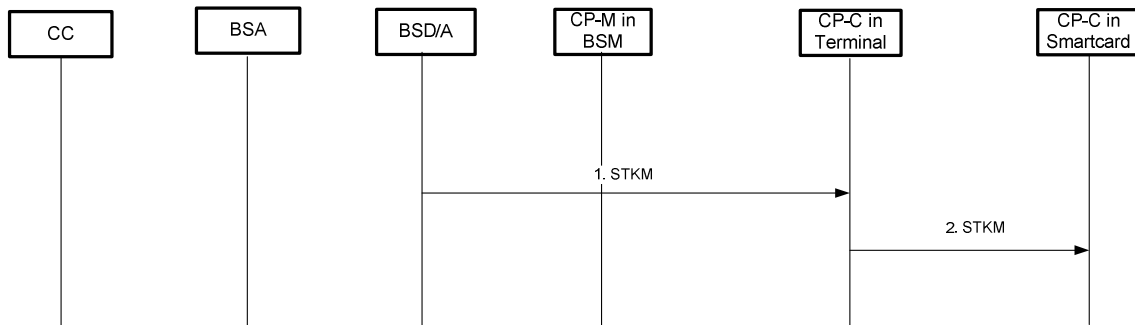 CC
BSA
BSD/A
CP-M in
BSM
CP-C in
Terminal
CP-C in
Smartcard
1. STKM
2. STKM